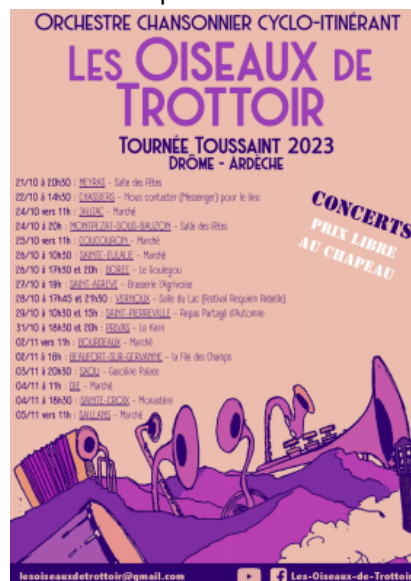 ORCHESTRE CHANSONNIER CYCLO-ITINÉRANT
LES OISEAUX DE
TROTTOIR
TOURNÉE TOUSSAINT 2023
DRÔME - ARDÈCHE
21/10 à 20h30 : MEYRAS - Salle des Fêtes
22/10 à 14h30 : CHASSIERS - Nous contacter (Messenger) pour le lieu
24/10 vers 11h : JAUJAC - Marché
24/10 à 20h : MONTPEZAT-SOUS-BAUZON - Salle des Fêtes
25/10 vers 11h : COUCOURON - Marché
26/10 à 10h30 : SAINTE-EULALIE - Marché
26/10 à 17h30 et 20h : BOREE - Le Goulegou
27/10 à 19h : SAINT-AGREVE - Brasserie l'Agrivoise
28/10 à 17h45 et 21h30 : VERNOUX - Salle du Lac (Festival Requiem Rebelle)
29/10 à 10h30 et 15h : SAINT-PIERREVILLE - Repas Partagé d'Automne
31/10 à 18h30 et 20h : PRIVAS - Le Kern
02/11 vers 11h : BOURDEAUX - Marché
02/11 à 18h : BEAUFORT-SUR-GERVANNE - la File des Champs
03/11 à 20h30 : SAOU - Gasoline Palace
04/11 à 11h : DIE - Marché
04/11 à 18h30 : SAINTE-CROIX - Monastère
05/11 vers 11h : SAILLANS - Marché
CONCERTS
PRIX LIBRE
AU CHAPEAU
lesoiseauxdetrottoir@gmail.com
Les-Oiseaux-de-Trottoir